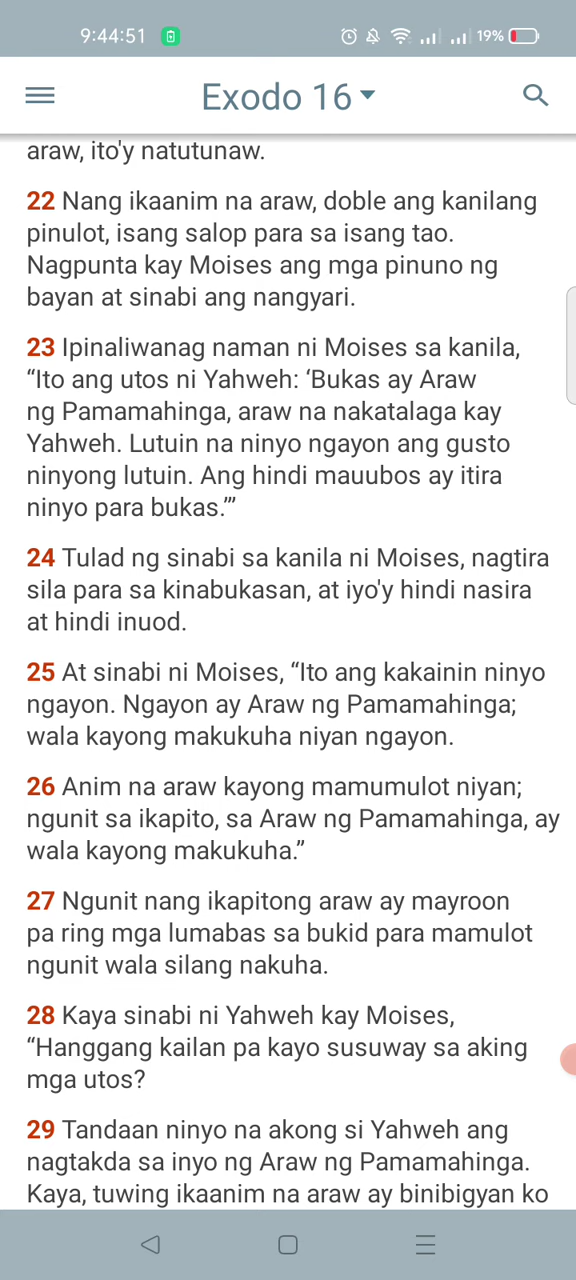 9:44:51
19%
Exodo 16
araw, ito'y natutunaw.
22 Nang ikaanim na araw, doble ang kanilang
pinulot, isang salop para sa isang tao.
Nagpunta kay Moises ang mga pinuno ng
bayan at sinabi ang nangyari.
23 Ipinaliwanag naman ni Moises sa kanila,
“Ito ang utos ni Yahweh: ‘Bukas ay Araw
ng Pamamahinga, araw na nakatalaga kay
Yahweh. Lutuin na ninyo ngayon ang gusto
ninyong lutuin. Ang hindi mauubos ay itira
ninyo para bukas.’”
24 Tulad ng sinabi sa kanila ni Moises, nagtira
sila para sa kinabukasan, at iyo'y hindi nasira
at hindi inuod.
25 At sinabi ni Moises, “Ito ang kakainin ninyo
ngayon. Ngayon ay Araw ng Pamamahinga;
wala kayong makukuha niyan ngayon.
26 Anim na araw kayong mamumulot niyan;
ngunit sa ikapito, sa Araw ng Pamamahinga, ay
wala kayong makukuha.”
27 Ngunit nang ikapitong araw ay mayroon
pa ring mga lumabas sa bukid para mamulot
ngunit wala silang nakuha.
28 Kaya sinabi ni Yahweh kay Moises,
“Hanggang kailan pa kayo susuway sa aking
mga utos?
29 Tandaan ninyo na akong si Yahweh ang
nagtakda sa inyo ng Araw ng Pamamahinga.
Kaya, tuwing ikaanim na araw ay binibigyan ko